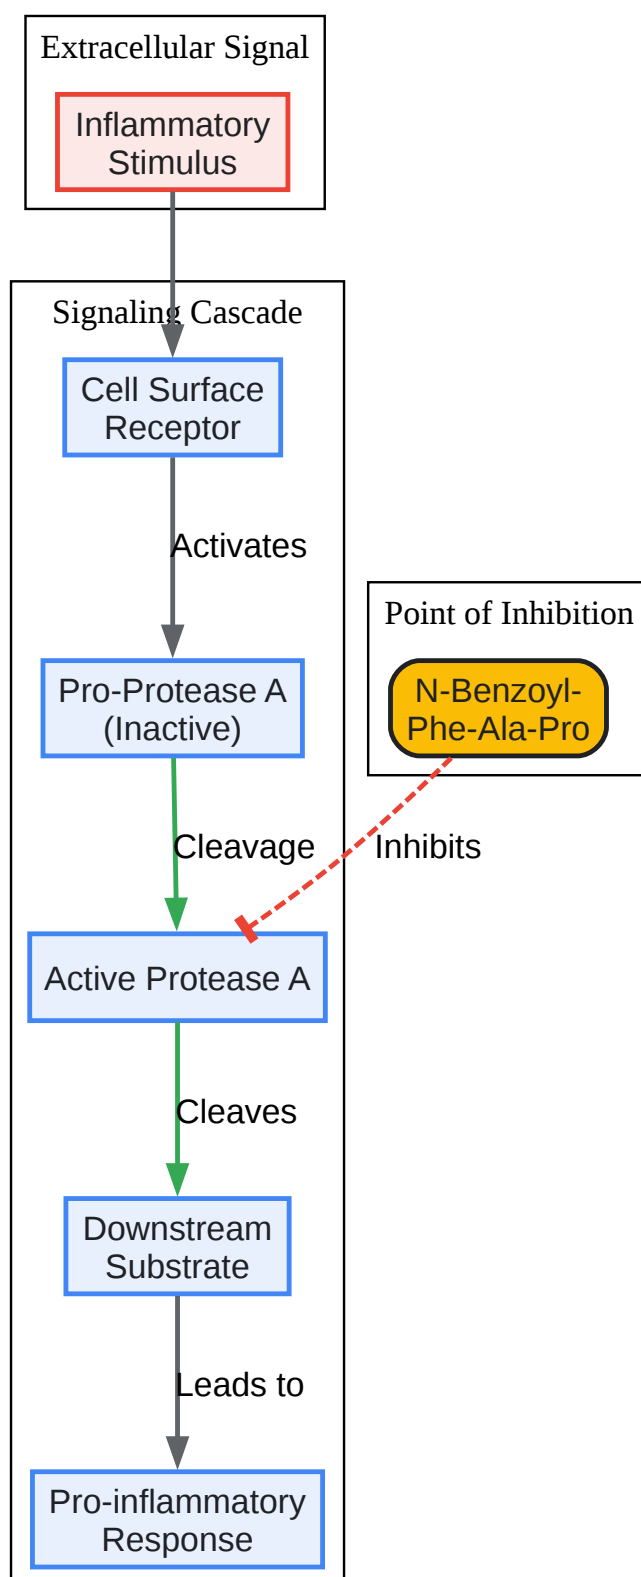 Extracellular Signal
Inflammatory
Stimulus
Signaling Cascade
Cell Surface
Receptor
Activates
Point of Inhibition
Pro-Protease A
(Inactive)
N-Benzoyl-
Phe-Ala-Pro
Cleavage
Inhibits
Active Protease A
Cleaves
Downstream
Substrate
Leads to
Pro-inflammatory
Response